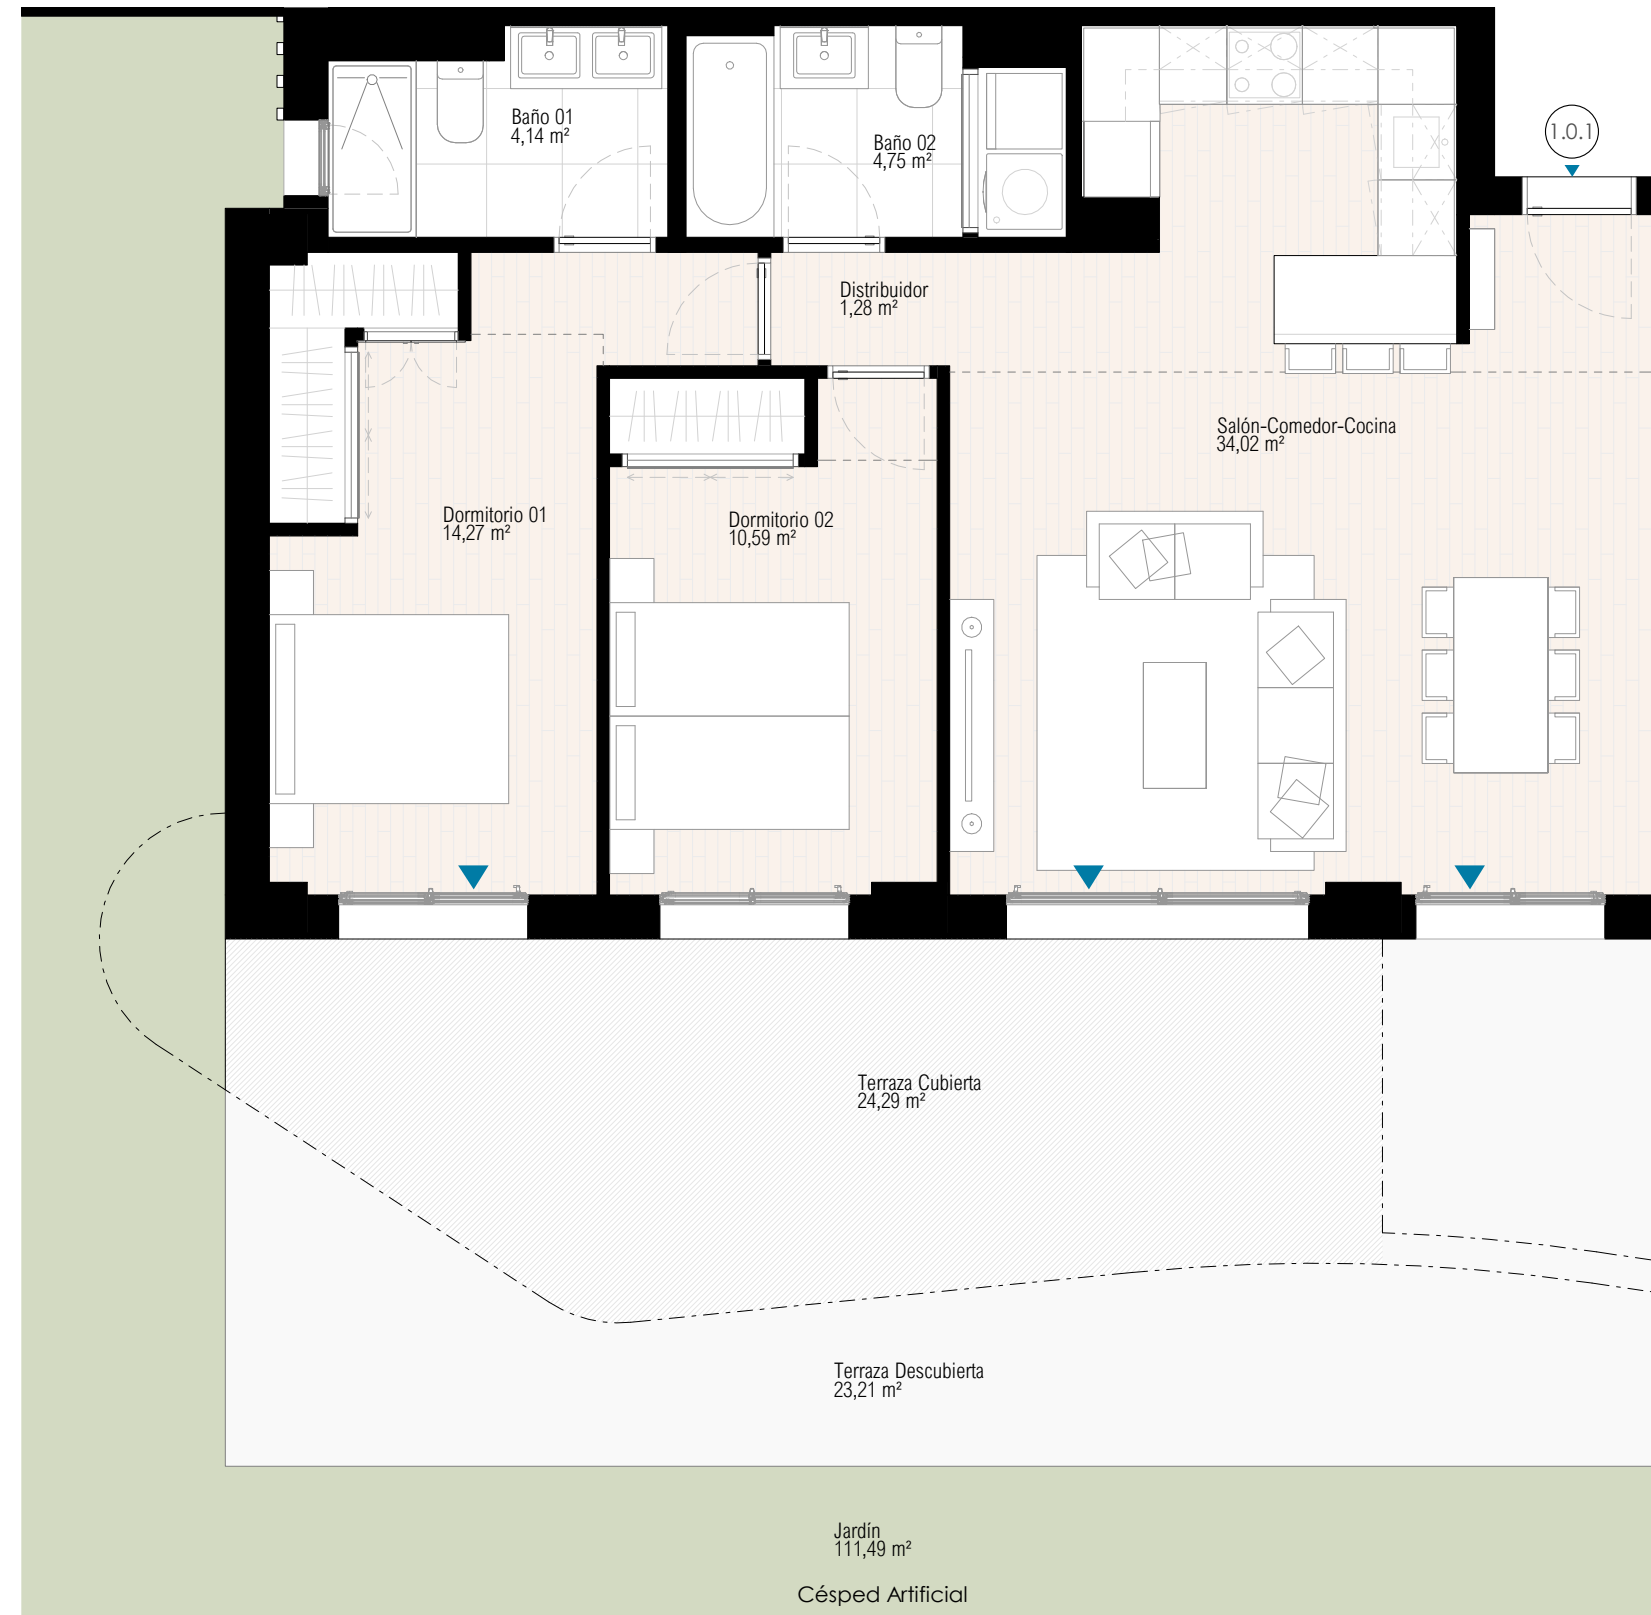 Baño 01
4,14 m²
Baño 02
4,75 m²
1.0.1
Distribuidor
1,28 m²
Salón-Comedor-Cocina
34,02 m²
Dormitorio 01
14,27 m²
Dormitorio 02
10,59 m²
Terraza Cubierta
24,29 m²
Terraza Descubierta
23,21 m²
Jardín
111,49 m²
Césped Artificial